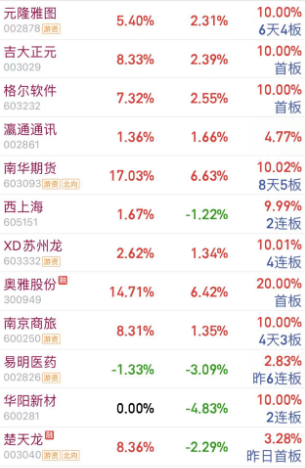 元隆雅图 5.40% 2.31% 10.00%
002878 游资 6天4板
吉大正元 8.33% 2.39% 10.00%
003029 首板
格尔软件 7.32% 2.55% 10.00%
603232 首板
瀛通通讯 1.36% 1.66% 4.77%
002861
南华期货 17.03% 6.63% 10.02%
603093 游资 北向 8天5板
西上海 1.67% -1.22% 9.99%
605151 2连板
XD苏州龙 2.62% 1.34% 10.01%
603332 游资 4连板
奥雅股份 融 14.71% 6.42% 20.00%
300949 首板
南京商旅 8.31% 1.35% 10.00%
600250 游资 4天3板
易明医药 -1.33% -3.09% 2.83%
002826 游资 昨6连板
华阳新材 0.00% -4.83% 10.00%
600281 2连板
楚天龙 融 8.36% -2.29% 3.28%
003040 游资 北向 昨日首板